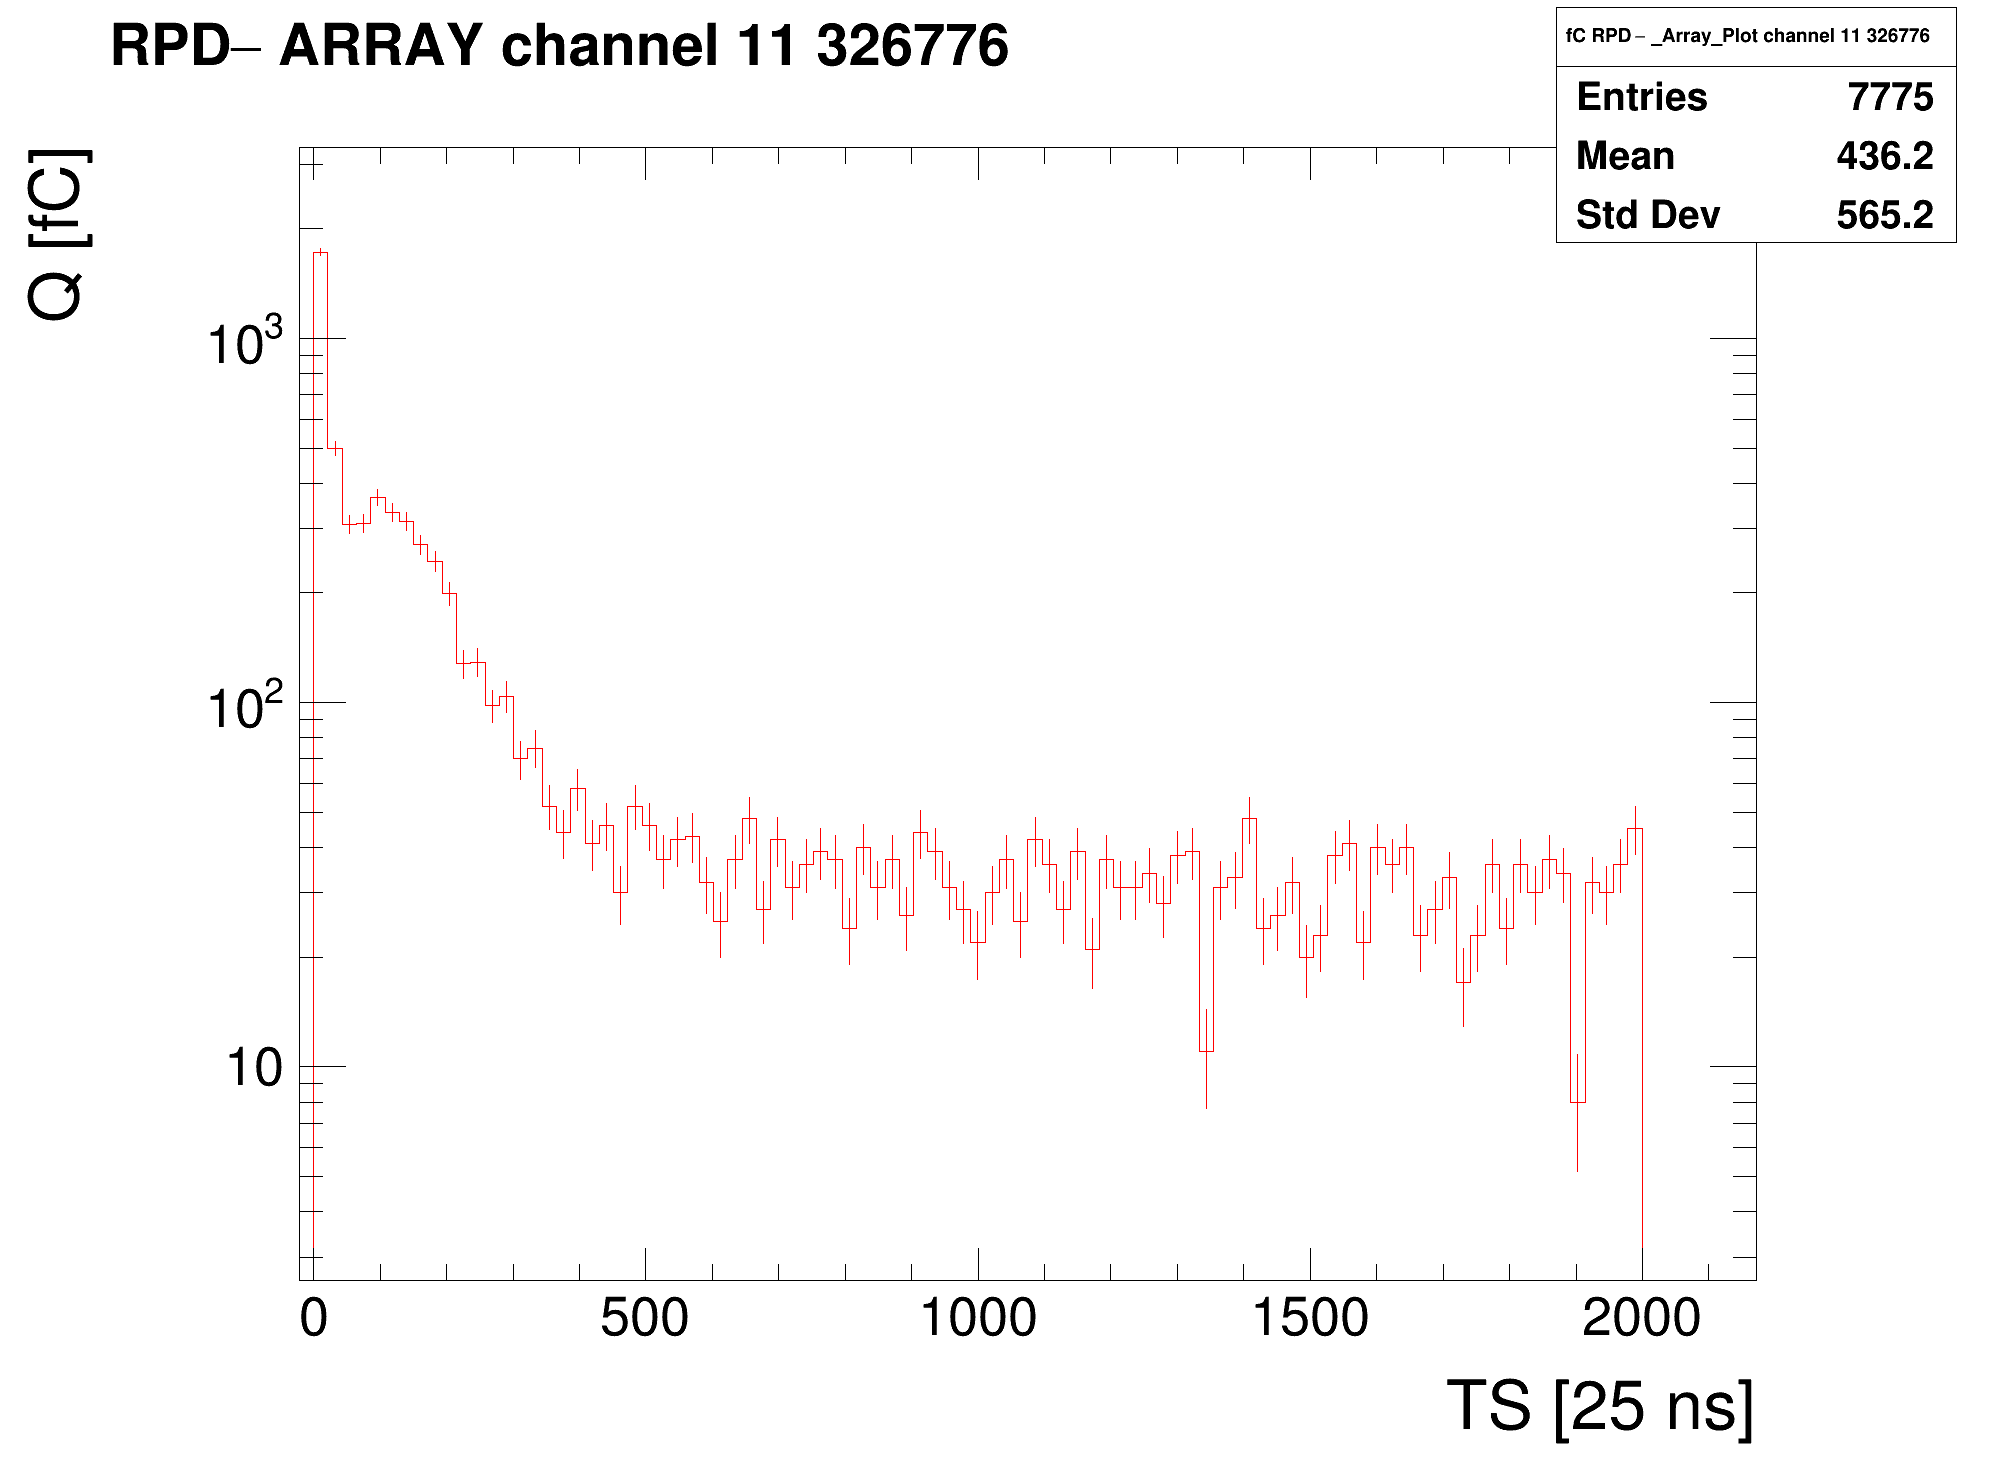 RPD– ARRAY channel 11 326776
fC RPD – _Array_Plot channel 11 326776
Entries 7775
Mean 436.2
Std Dev 565.2
Q [fC]
10³
10²
10
0 500 1000 1500 2000
TS [25 ns]